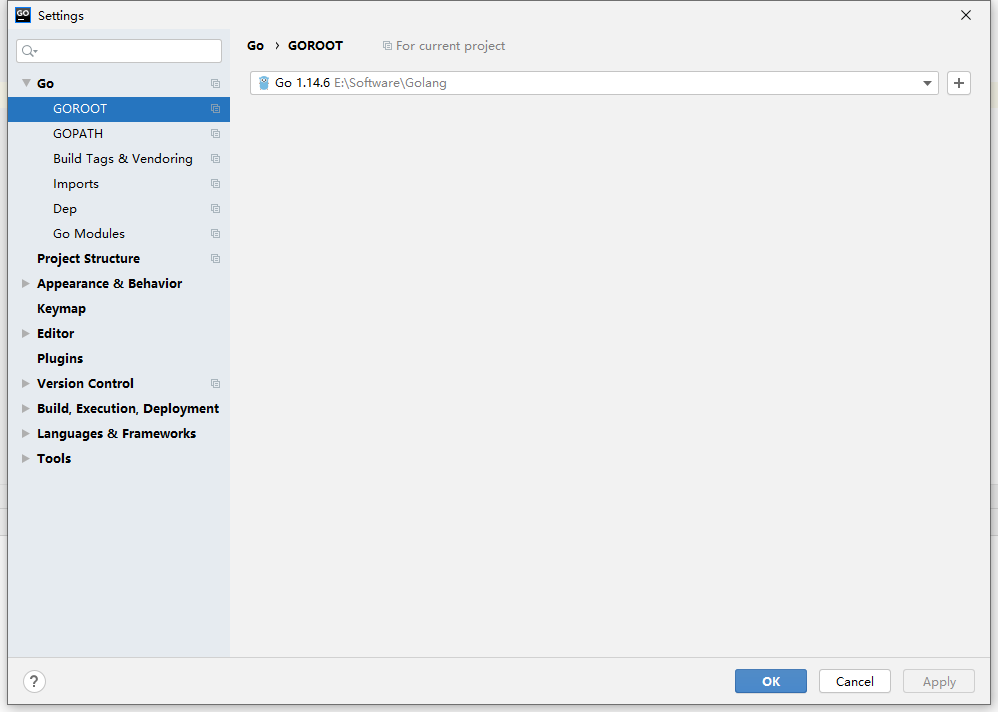 GO Settings
Go › GOROOT For current project
Go
Go 1.14.6 E:\Software\Golang
GOROOT
GOPATH
Build Tags & Vendoring
Imports
Dep
Go Modules
Project Structure
Appearance & Behavior
Keymap
Editor
Plugins
Version Control
Build, Execution, Deployment
Languages & Frameworks
Tools
? OK Cancel Apply